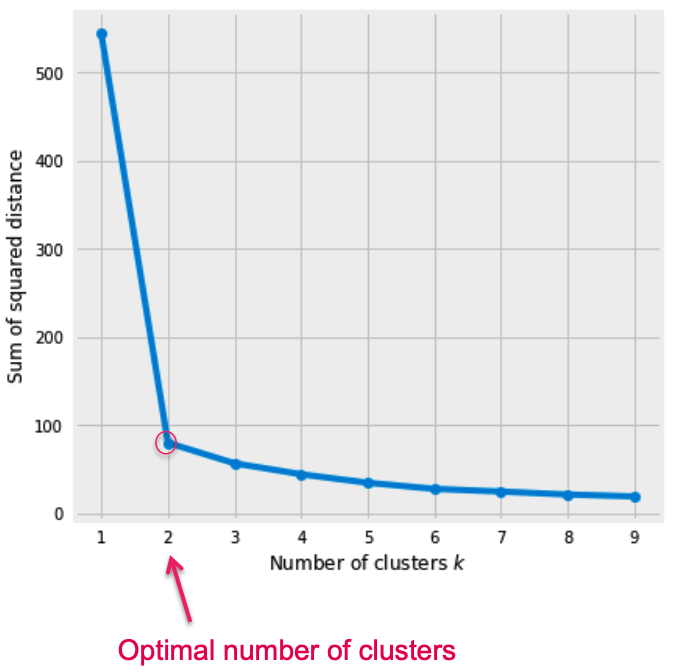 500
400
300
200
100
0
Sum of squared distance
1 2 3 4 5 6 7 8 9
Number of clusters k
Optimal number of clusters